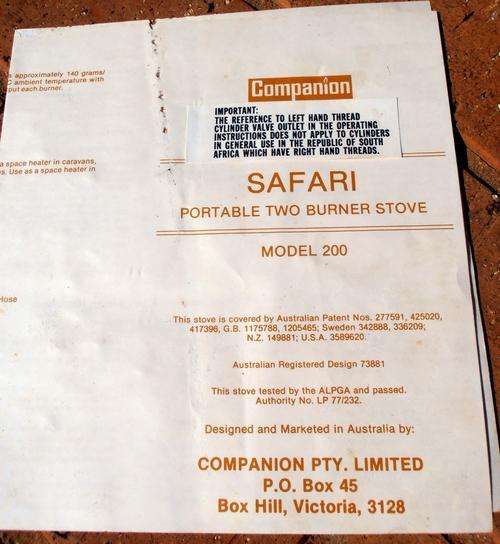 s approximately 140 grams/
C ambient temperature with
put each burner.
a space heater in caravans,
s. Use as a space heater in
Hose
Companion
IMPORTANT:
THE REFERENCE TO LEFT HAND THREAD
CYLINDER VALVE OUTLET IN THE OPERATING
INSTRUCTIONS DOES NOT APPLY TO CYLINDERS
IN GENERAL USE IN THE REPUBLIC OF SOUTH
AFRICA WHICH HAVE RIGHT HAND THREADS.
SAFARI
PORTABLE TWO BURNER STOVE
MODEL 200
This stove is covered by Australian Patent Nos. 277591, 425020,
417396, G.B. 1175788, 1205465; Sweden 342888, 336209;
N.Z. 149881; U.S.A. 3589620.
Australian Registered Design 73881
This stove tested by the ALPGA and passed.
Authority No. LP 77/232.
Designed and Marketed in Australia by:
COMPANION PTY. LIMITED
P.O. Box 45
Box Hill, Victoria, 3128